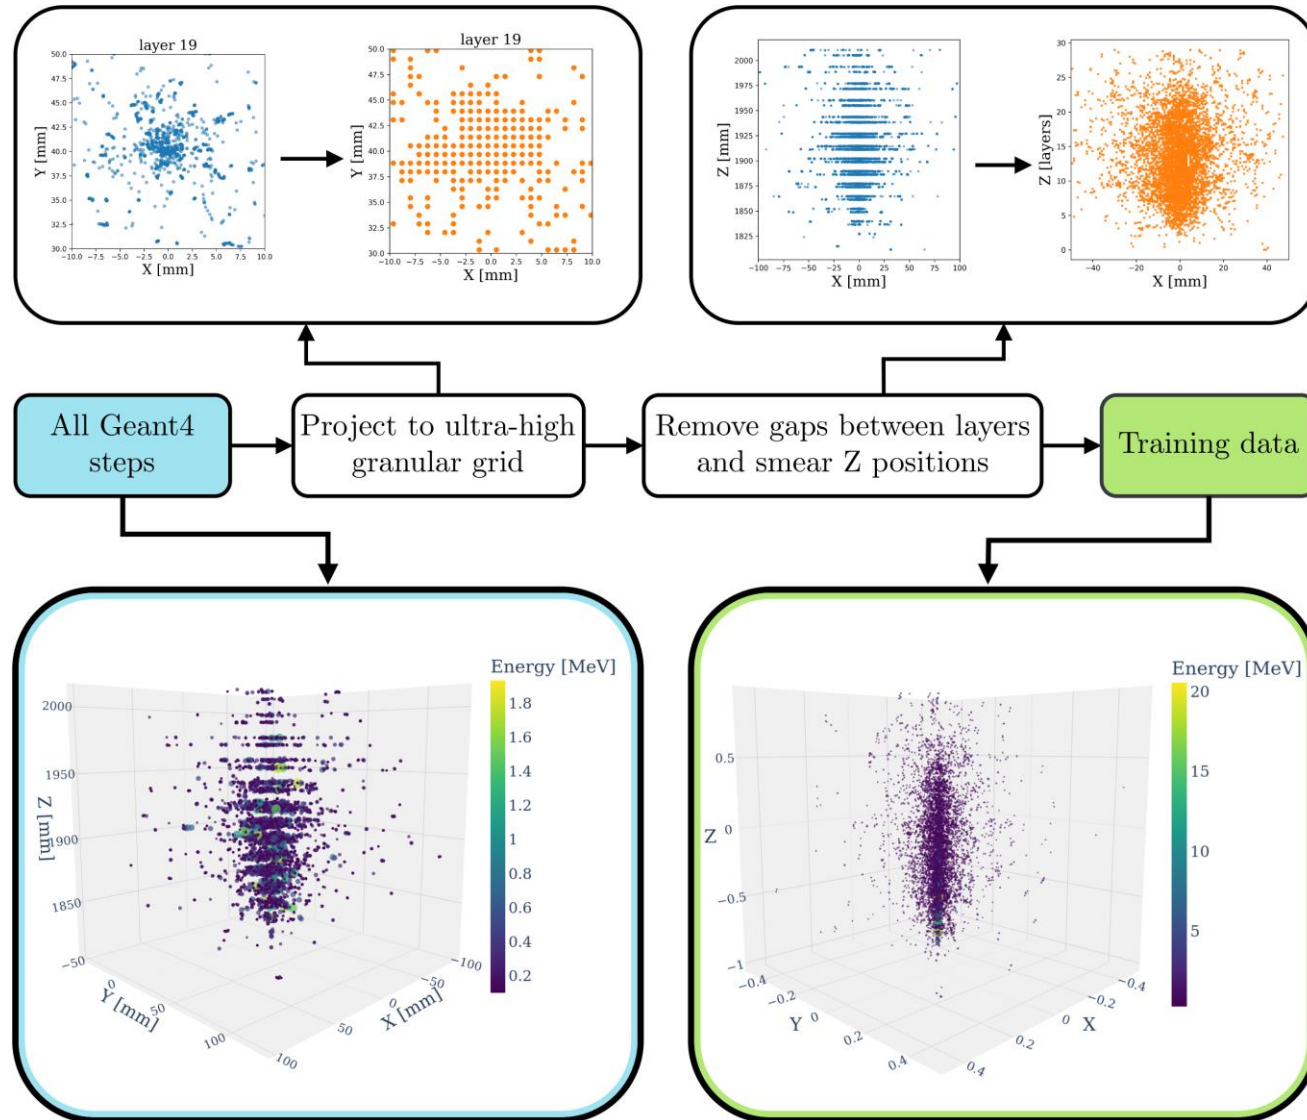 layer 19
50.0
47.5
45.0
42.5
40.0
37.5
35.0
32.5
30.0
Y [mm]
−10.0 −7.5 −5.0 −2.5 0.0 2.5 5.0 7.5 10.0
X [mm]
layer 19
50.0
47.5
45.0
42.5
40.0
37.5
35.0
32.5
30.0
Y [mm]
−10.0 −7.5 −5.0 −2.5 0.0 2.5 5.0 7.5 10.0
X [mm]
2000
1975
1950
1925
1900
1875
1850
1825
Z [mm]
−100 −75 −50 −25 0 25 50 75 100
X [mm]
30
25
20
15
10
5
0
Z [layers]
−40 −20 0 20 40
X [mm]
All Geant4
steps
Project to ultra-high
granular grid
Remove gaps between layers
and smear Z positions
Training data
Energy [MeV]
1.8
1.6
1.4
1.2
1
0.8
0.6
0.4
0.2
2000
1950
1900
1850
Z [mm]
−50
0
50
100
Y [mm]
−100
0
50
100
X [mm]
Energy [MeV]
20
15
10
5
0.5
0
−0.5
−1
Z
−0.4
−0.2
0
0.2
0.4
Y
−0.4
−0.2
0
0.2
0.4
X